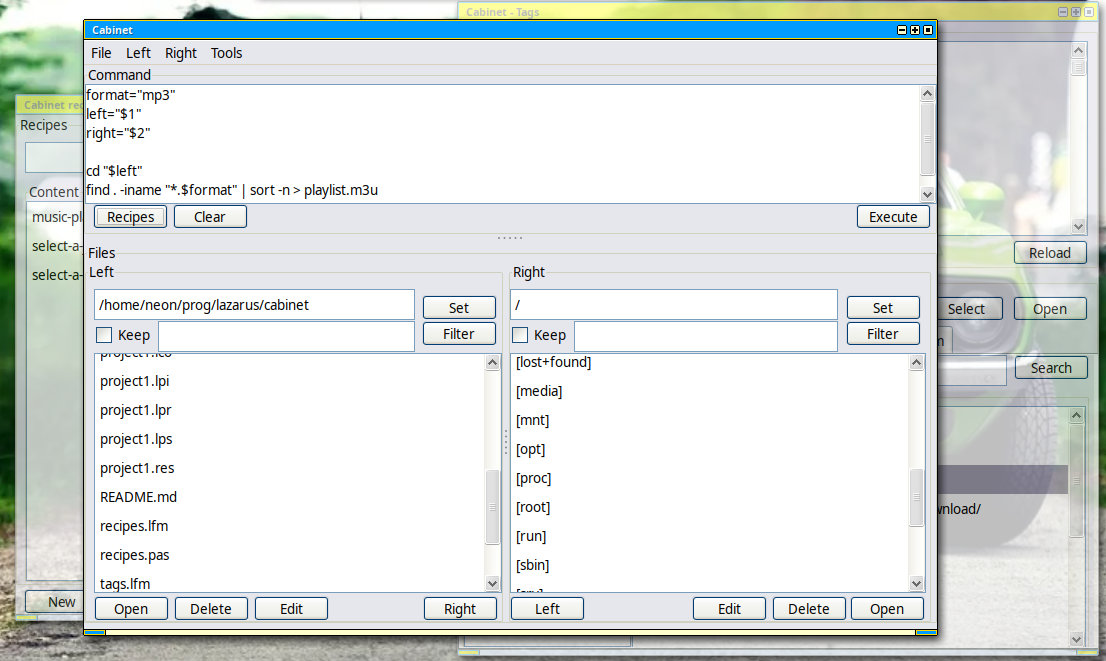 Cabinet - Tags
Cabinet
File Left Right Tools
Command
format="mp3"
left="$1"
right="$2"
cd "$left"
find . -iname "*.$format" | sort -n > playlist.m3u
Recipes Clear Execute
Files
Left Right
/home/neon/prog/lazarus/cabinet Set / Set
Keep Filter Keep Filter
project1.ico
project1.lpi
project1.lpr
project1.lps
project1.res
README.md
recipes.lfm
recipes.pas
tags.lfm
[lost+found]
[media]
[mnt]
[opt]
[proc]
[root]
[run]
[sbin]
Open Delete Edit Right Left Edit Delete Open
Cabinet rec
Recipes
Content
music-pl
select-a-
select-a-
New
Reload
Select Open
m
Search
wnload/